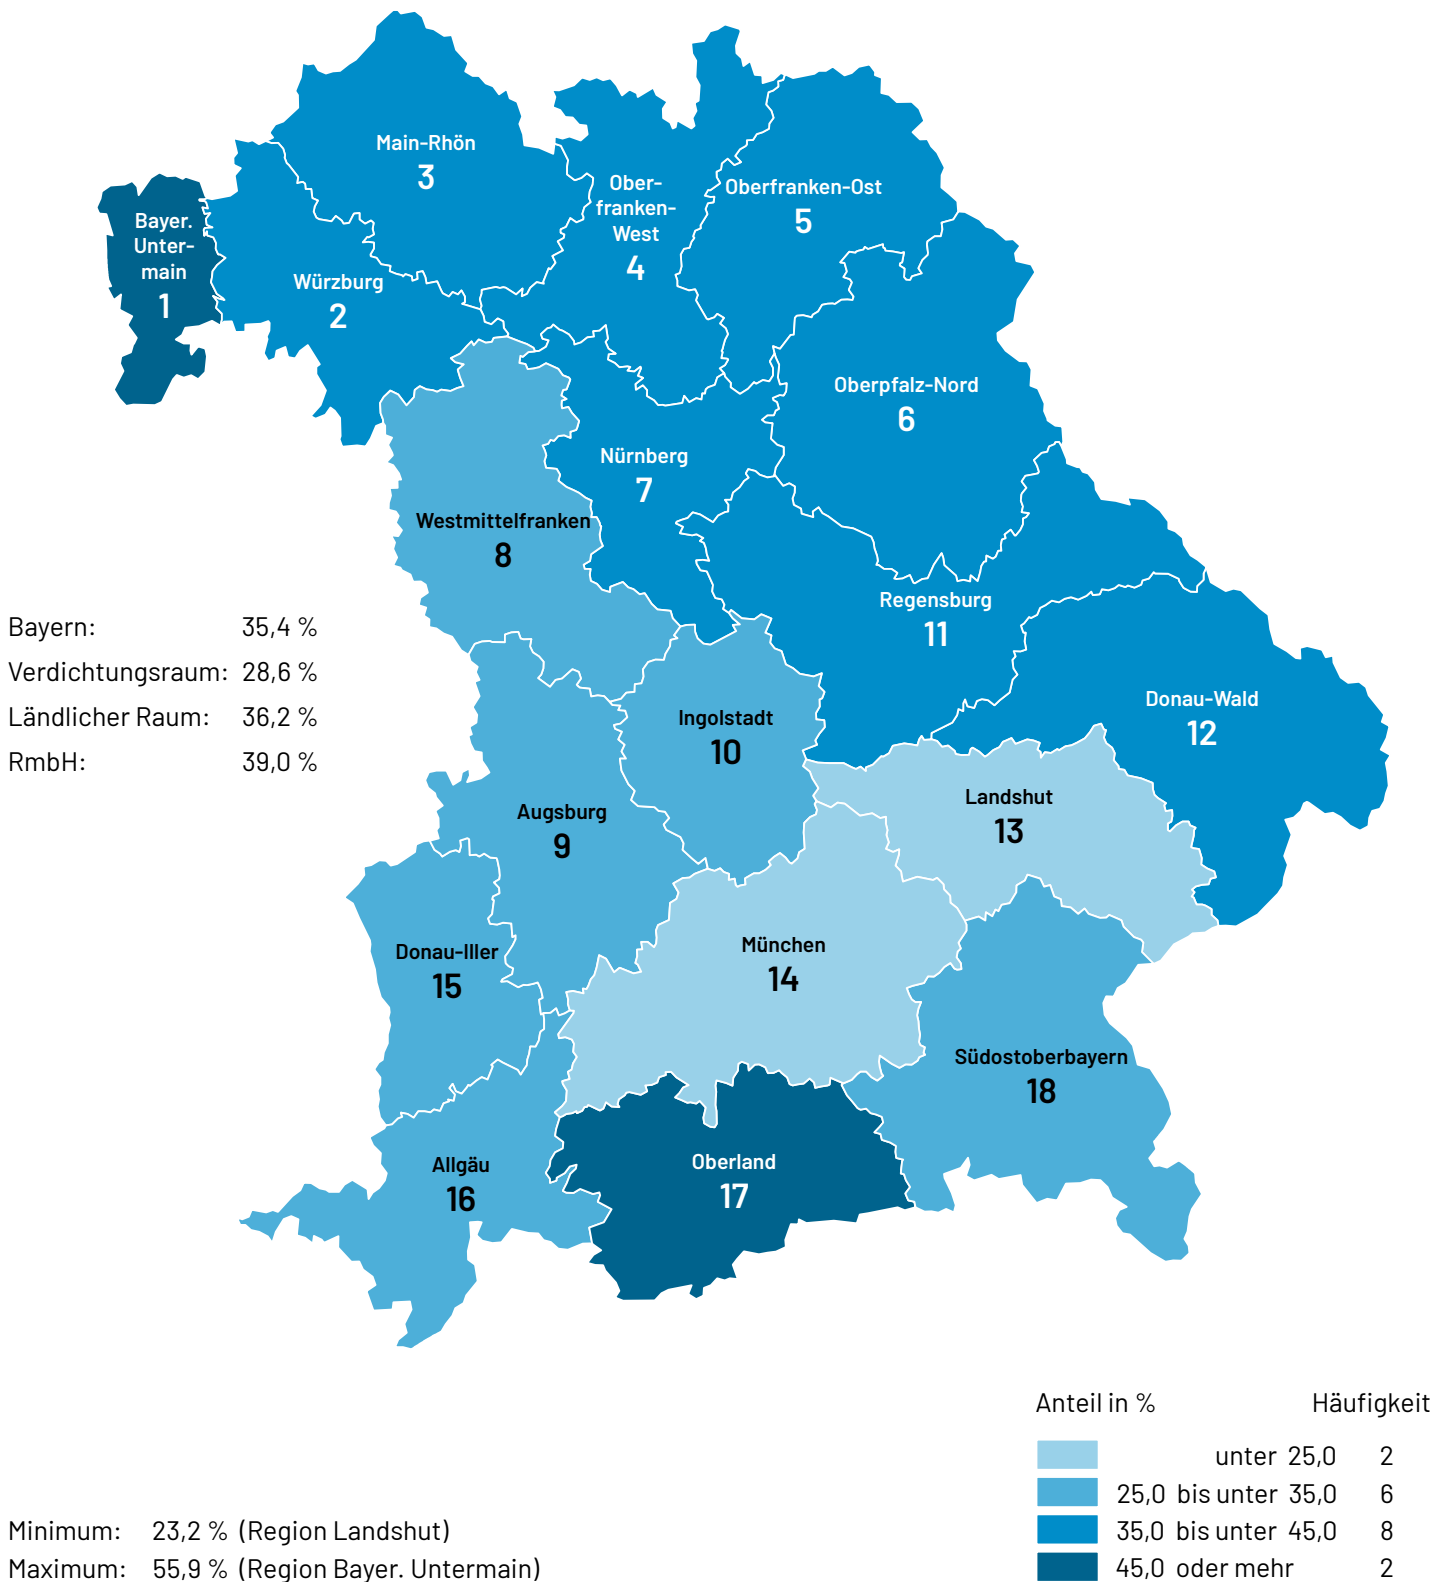 Main-Rhön
3
Ober-
franken-
West
4
Oberfranken-Ost
5
Bayer.
Unter-
main
1
Würzburg
2
Oberpfalz-Nord
6
Nürnberg
7
Westmittelfranken
8
Regensburg
11
Bayern: 35,4 %
Verdichtungsraum: 28,6 %
Ländlicher Raum: 36,2 %
RmbH: 39,0 %
Donau-Wald
12
Ingolstadt
10
Landshut
13
Augsburg
9
München
14
Donau-Iller
15
Südostoberbayern
18
Allgäu
16
Oberland
17
Anteil in % Häufigkeit
unter 25,0 2
25,0 bis unter 35,0 6
35,0 bis unter 45,0 8
45,0 oder mehr 2
Minimum: 23,2 % (Region Landshut)
Maximum: 55,9 % (Region Bayer. Untermain)